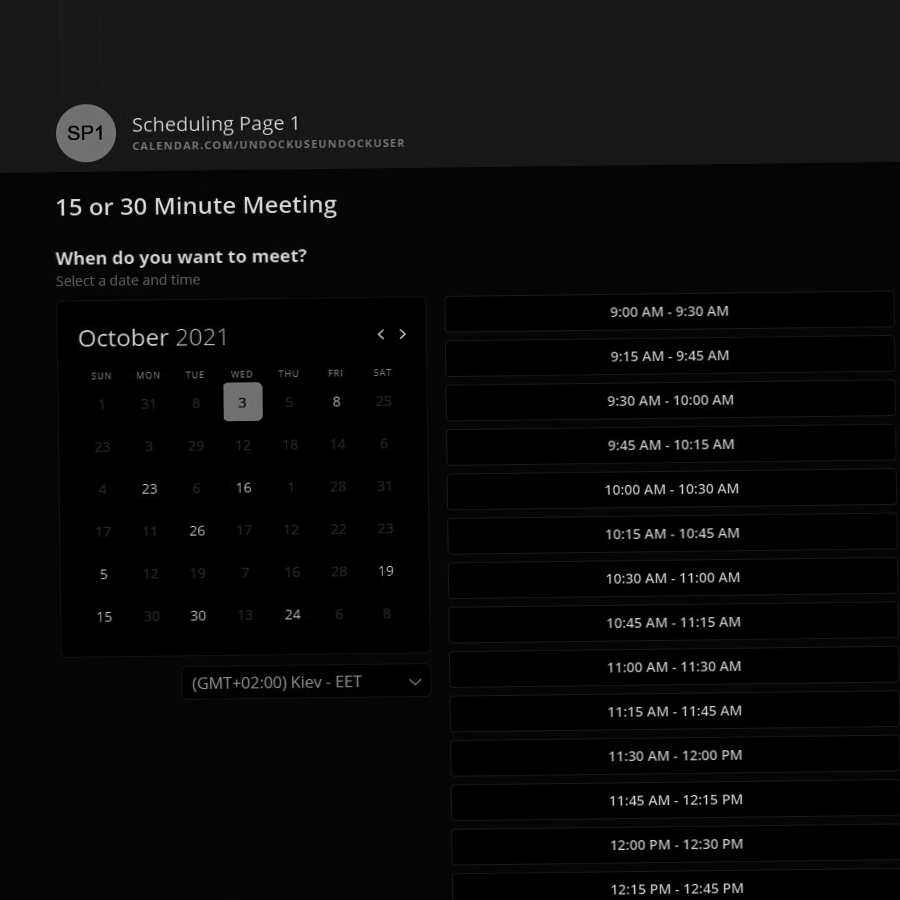 SP1
Scheduling Page 1
CALENDAR.COM/UNDOCKUSEUNDOCKUSER
15 or 30 Minute Meeting
When do you want to meet?
Select a date and time
October 2021
SUN MON TUE WED THU FRI SAT
1 31 8 3 5 8 25
23 3 29 12 18 14 6
4 23 6 16 1 28 31
17 11 26 17 12 22 23
5 12 19 7 16 28 19
15 30 30 13 24 6 8
(GMT+02:00) Kiev - EET
9:00 AM - 9:30 AM
9:15 AM - 9:45 AM
9:30 AM - 10:00 AM
9:45 AM - 10:15 AM
10:00 AM - 10:30 AM
10:15 AM - 10:45 AM
10:30 AM - 11:00 AM
10:45 AM - 11:15 AM
11:00 AM - 11:30 AM
11:15 AM - 11:45 AM
11:30 AM - 12:00 PM
11:45 AM - 12:15 PM
12:00 PM - 12:30 PM
12:15 PM - 12:45 PM